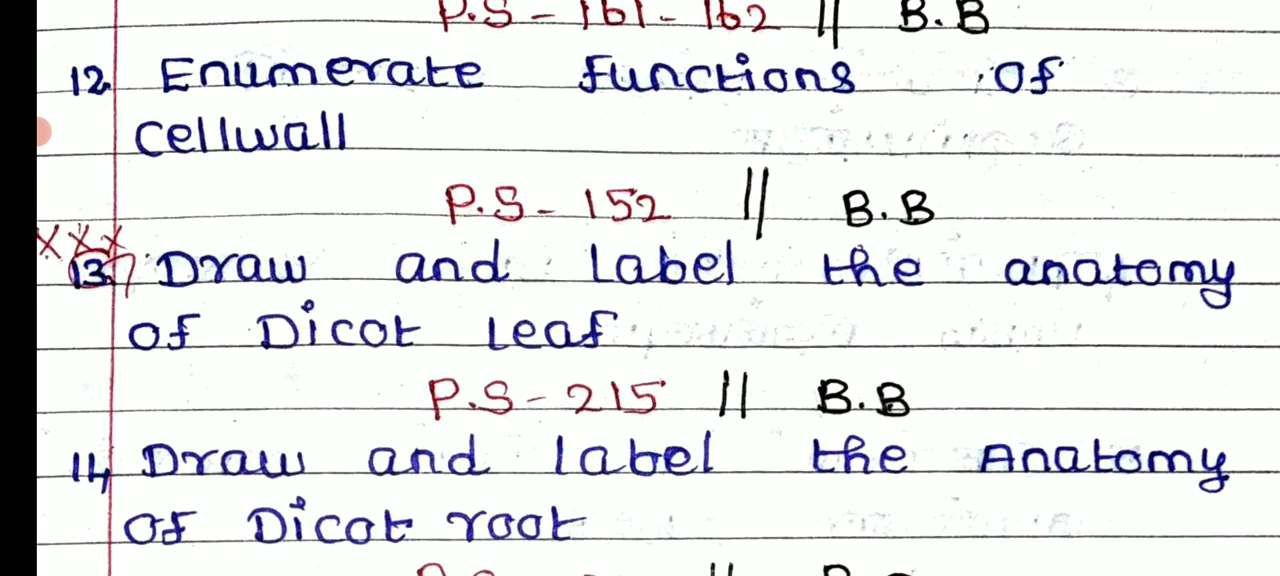 P.S - 161 - 162 || B.B
12. Enumerate functions of
cellwall
P.S - 152 || B.B
XXX
13. Draw and label the anatomy
of Dicot leaf
P.S - 215 || B.B
14, Draw and label the Anatomy
of Dicot root